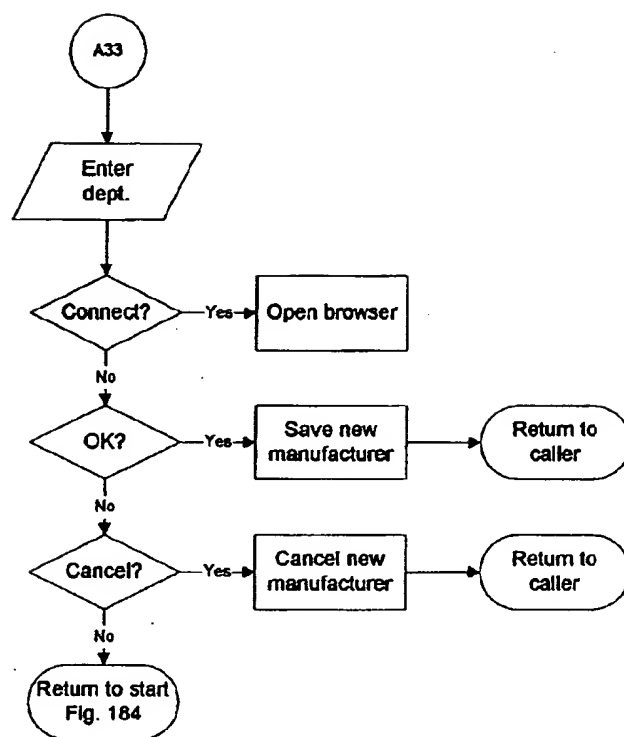 A33
Enter
dept.
Connect?
Yes
Open browser
No
OK?
Yes
Save new
manufacturer
Return to
caller
No
Cancel?
Yes
Cancel new
manufacturer
Return to
caller
No
Return to start
Fig. 184